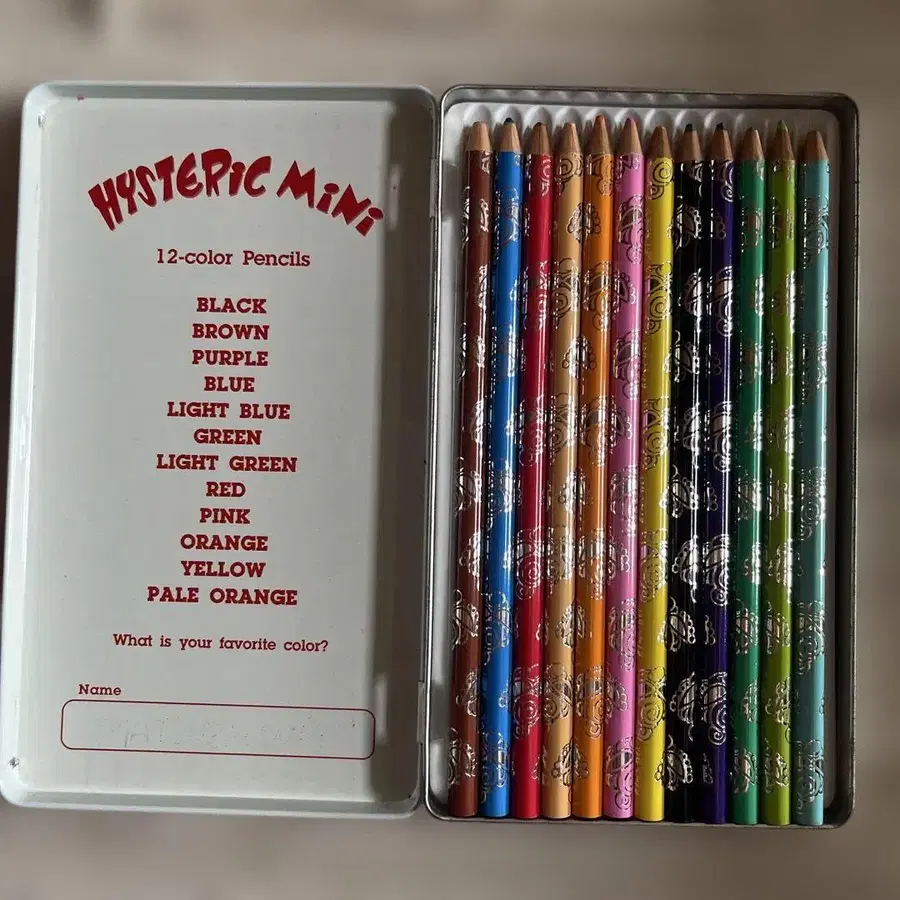 HYSTERIC MiNi
12-color Pencils
BLACK
BROWN
PURPLE
BLUE
LIGHT BLUE
GREEN
LIGHT GREEN
RED
PINK
ORANGE
YELLOW
PALE ORANGE
What is your favorite color?
Name